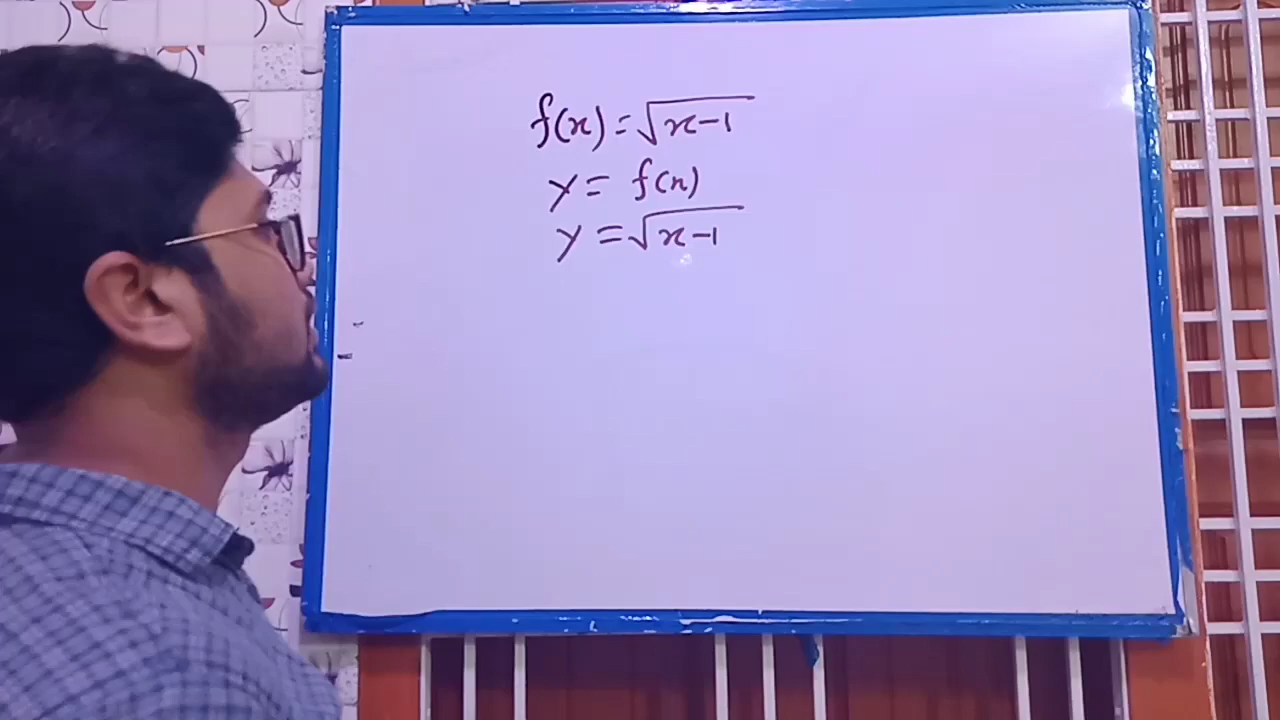 f(x) = √(x-1)
y = f(x)
y = √(x-1)